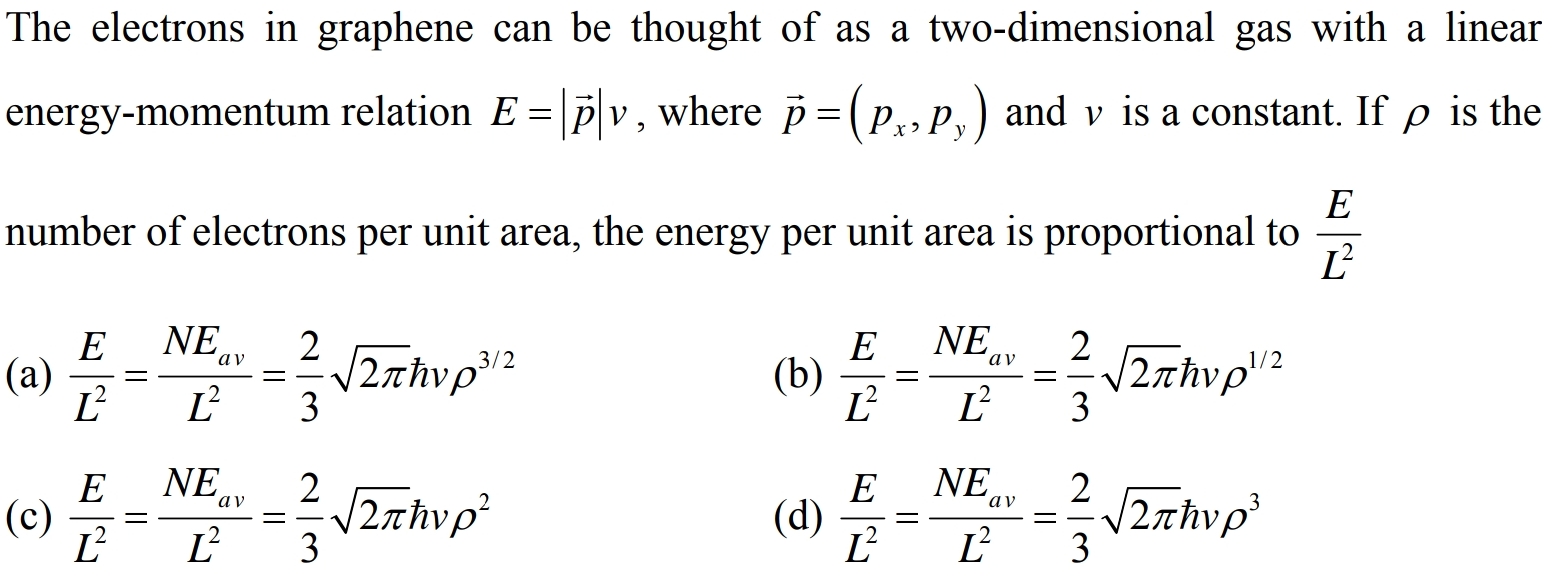 The electrons in graphene can be thought of as a two-dimensional gas with a linear
energy-momentum relation $E = |\vec{p}| v$, where $\vec{p} = (p_x, p_y)$ and $v$ is a constant. If $\rho$ is the
number of electrons per unit area, the energy per unit area is proportional to $\frac{E}{L^2}$
(a) $\frac{E}{L^2} = \frac{NE_{av}}{L^2} = \frac{2}{3}\sqrt{2\pi}\hbar v \rho^{3/2}$ (b) $\frac{E}{L^2} = \frac{NE_{av}}{L^2} = \frac{2}{3}\sqrt{2\pi}\hbar v \rho^{1/2}$
(c) $\frac{E}{L^2} = \frac{NE_{av}}{L^2} = \frac{2}{3}\sqrt{2\pi}\hbar v \rho^{2}$ (d) $\frac{E}{L^2} = \frac{NE_{av}}{L^2} = \frac{2}{3}\sqrt{2\pi}\hbar v \rho^{3}$